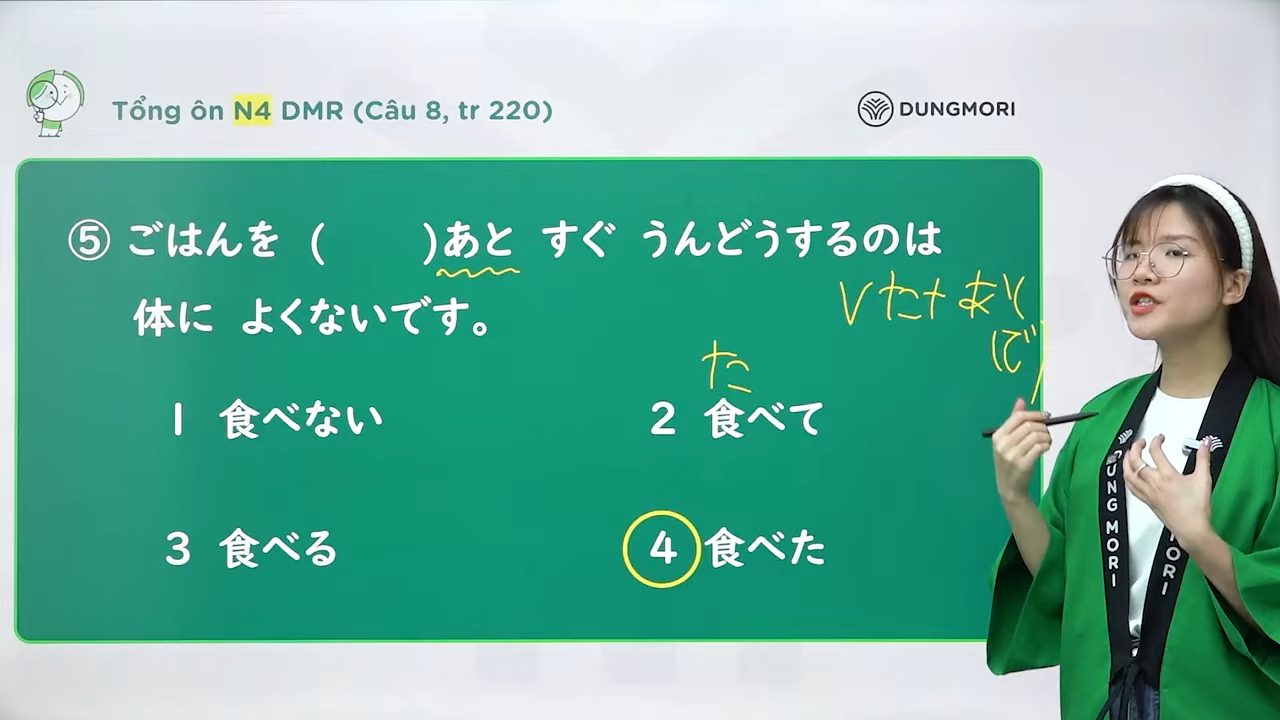 Tổng ôn N4 DMR (Câu 8, tr 220)
DUNGMORI
⑤ ごはんを ( )あと すぐ うんどうするのは
体に よくないです。
Vた+あと
で
た
1 食べない
2 食べて
3 食べる
4 食べた
DUNG MORI
MORI